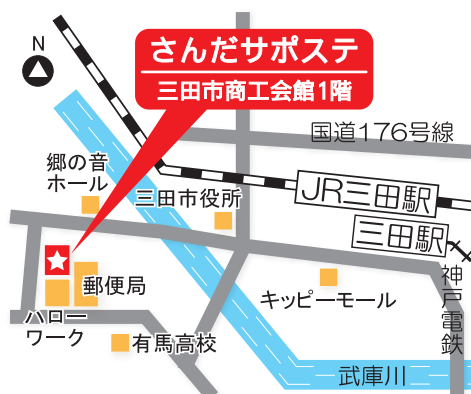 N
さんだサポステ
三田市商工会館1階
国道176号線
郷の音
ホール
三田市役所
JR三田駅
三田駅
神戸電鉄
郵便局
キッピーモール
ハロー
ワーク
有馬高校
武庫川